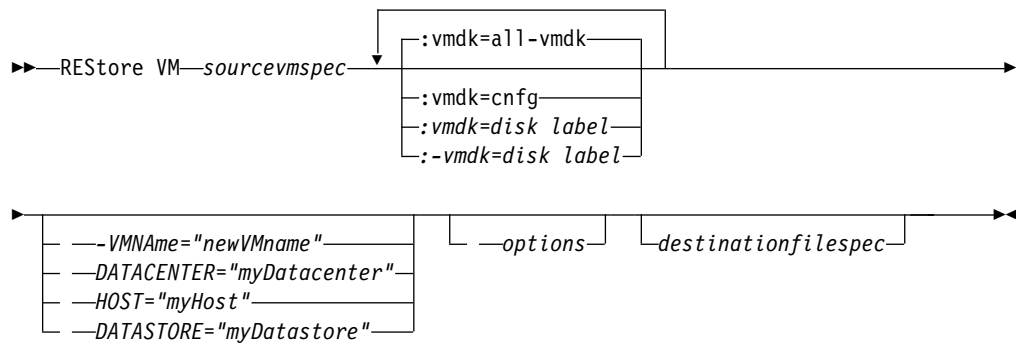 :vmdk=all-vmdk
REStore VM sourcevmspec
:vmdk=cnfg
:vmdk=disk label
:-vmdk=disk label
-VMNAme="newVMname"
options
destinationfilespec
DATACENTER="myDatacenter"
HOST="myHost"
DATASTORE="myDatastore"